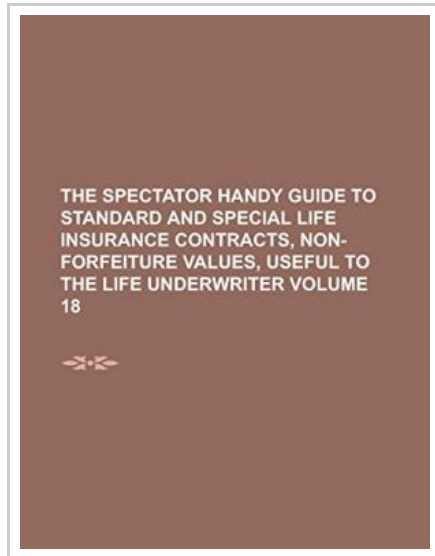 THE SPECTATOR HANDY GUIDE TO
STANDARD AND SPECIAL LIFE
INSURANCE CONTRACTS, NON-
FORFEITURE VALUES, USEFUL TO
THE LIFE UNDERWRITER VOLUME
18